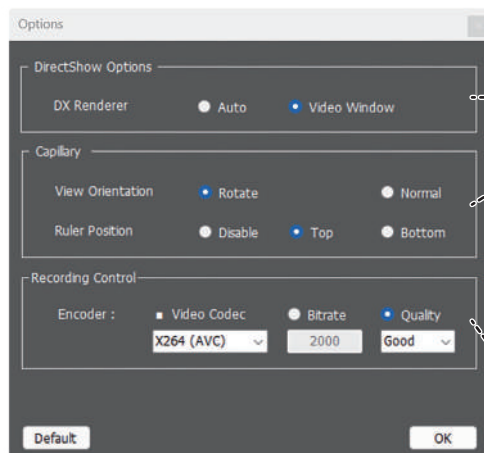 Options
DirectShow Options
DX Renderer Auto Video Window
Capillary
View Orientation Rotate Normal
Ruler Position Disable Top Bottom
Recording Control
Encoder : Video Codec Bitrate Quality
X264 (AVC) 2000 Good
Default OK